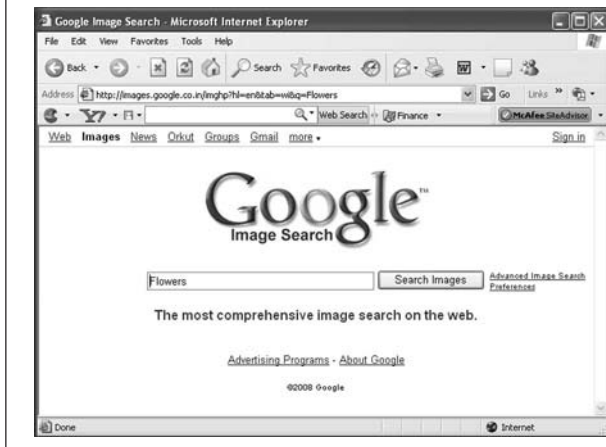 Google Image Search - Microsoft Internet Explorer
File Edit View Favorites Tools Help
Back Search Favorites
Address http://images.google.co.in/imghp?hl=en&tab=wi&q=Flowers Go Links »
Y7 Web Search Finance McAfee SiteAdvisor
Web Images News Orkut Groups Gmail more Sign in
Google™
Image Search
Flowers Search Images Advanced Image Search
Preferences
The most comprehensive image search on the web.
Advertising Programs - About Google
©2008 Google
Done Internet